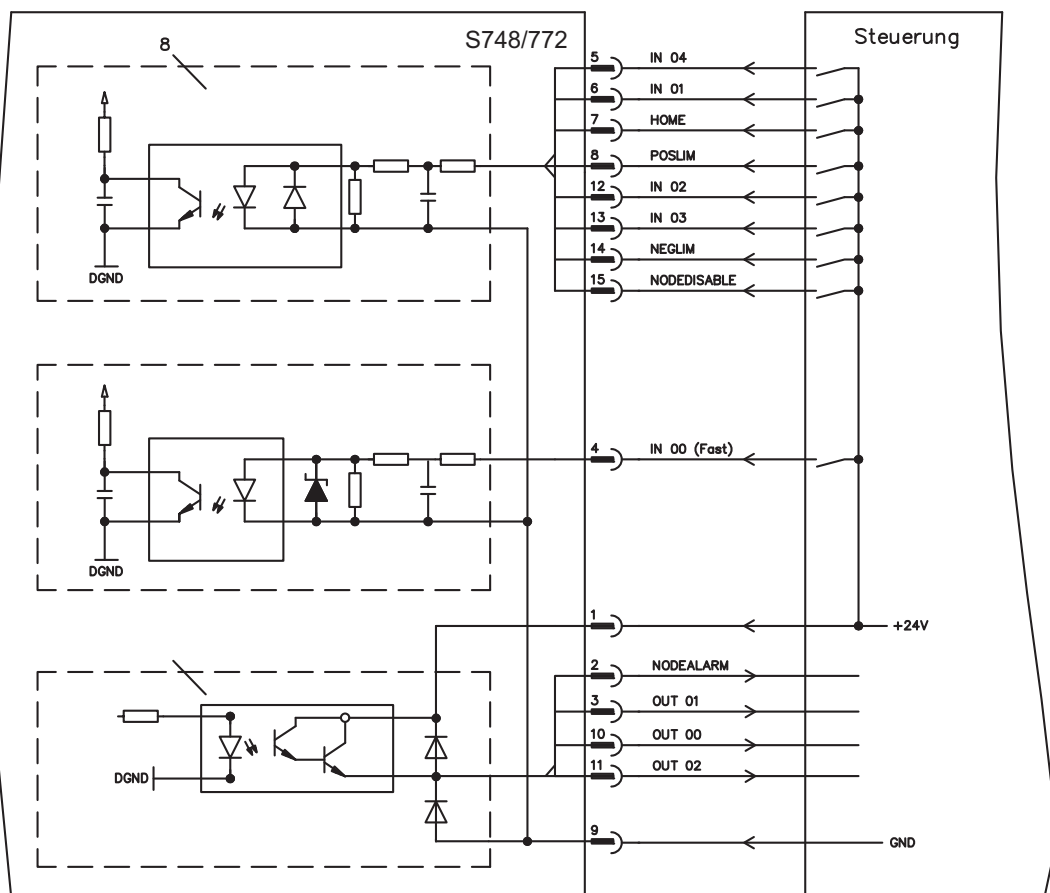 8
S748/772
Steuerung
5 IN 04
6 IN 01
7 HOME
8 POSLIM
12 IN 02
13 IN 03
14 NEGLIM
15 NODEDISABLE
DGND
4 IN 00 (Fast)
DGND
1 +24V
2 NODEALARM
3 OUT 01
10 OUT 00
11 OUT 02
DGND
9 GND